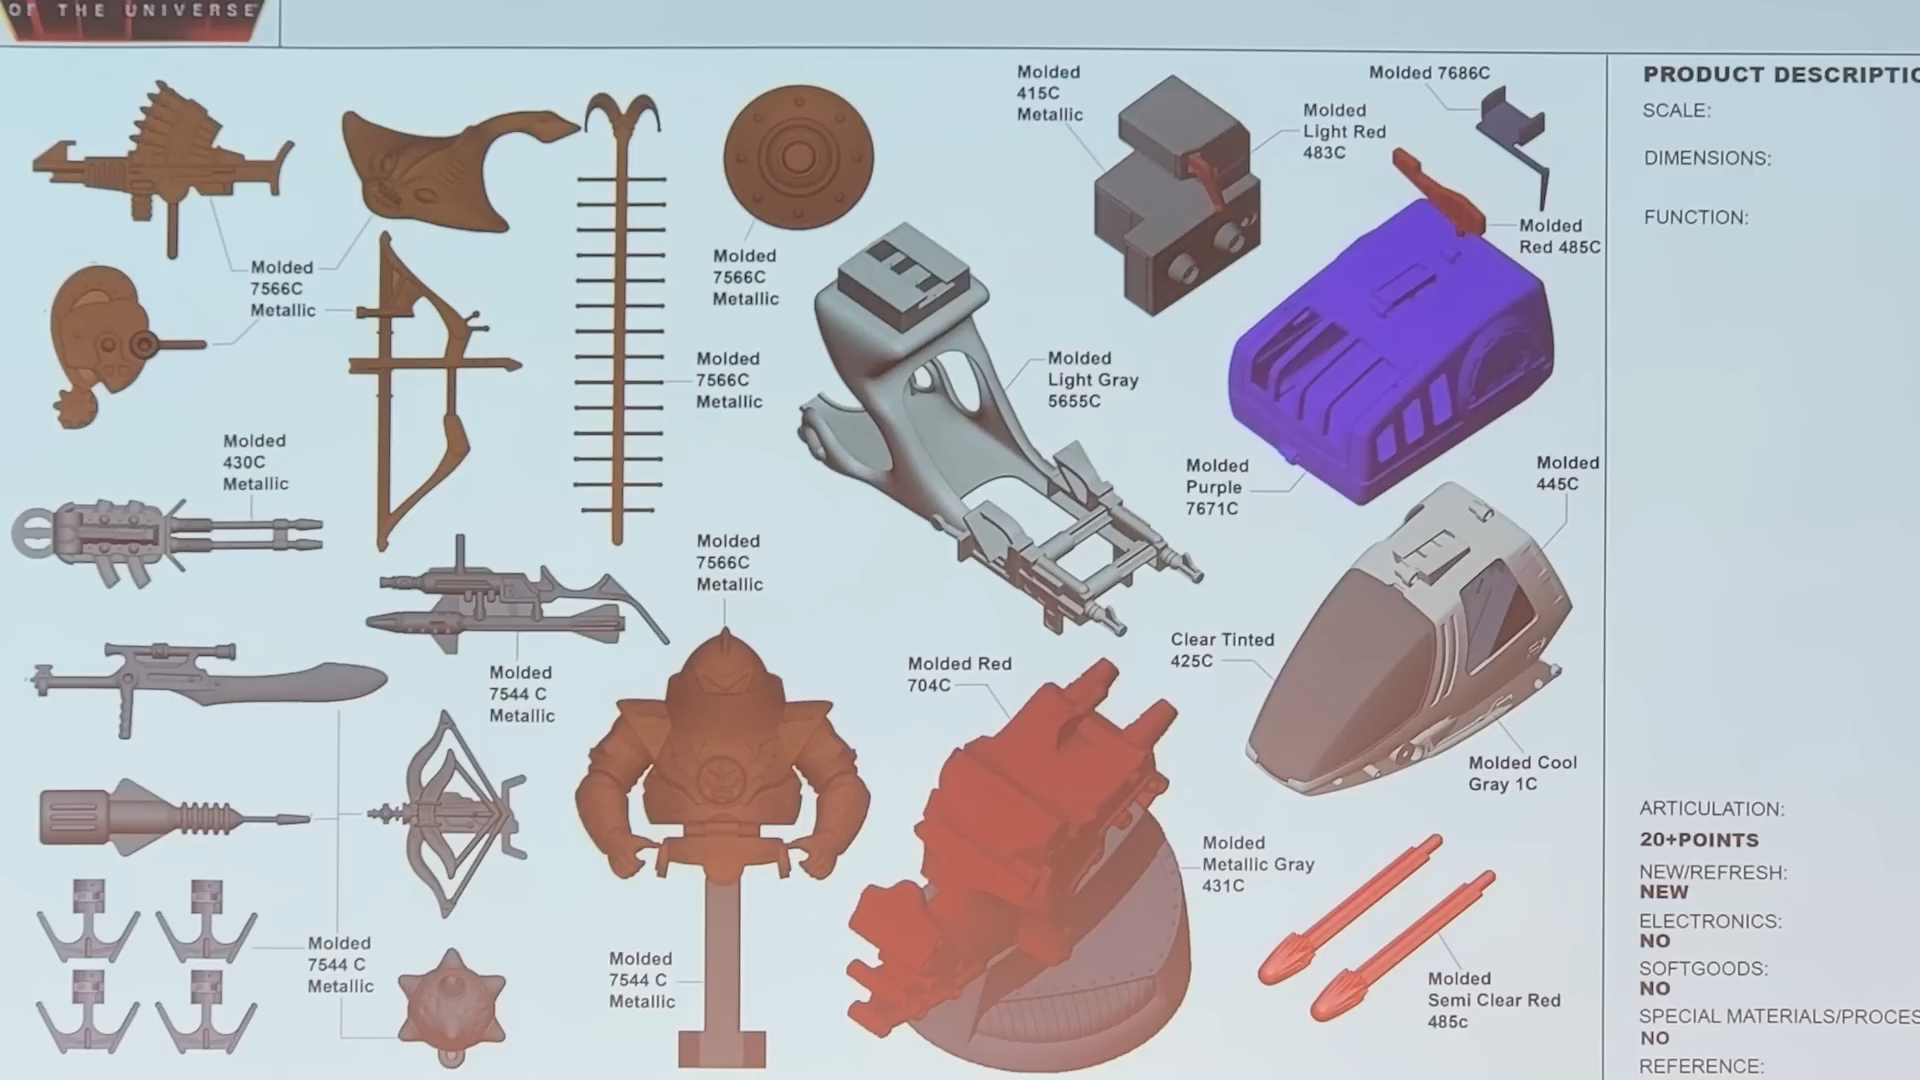 OF THE UNIVERSE
Molded
7566C
Metallic
Molded
430C
Metallic
Molded
7544 C
Metallic
Molded
7544 C
Metallic
Molded
7566C
Metallic
Molded
7566C
Metallic
Molded
7566C
Metallic
Molded
7544 C
Metallic
Molded
415C
Metallic
Molded
Light Red
483C
Molded 7686C
Molded
Red 485C
Molded
Light Gray
5655C
Molded
Purple
7671C
Molded
445C
Clear Tinted
425C
Molded Red
704C
Molded Cool
Gray 1C
Molded
Metallic Gray
431C
Molded
Semi Clear Red
485c
PRODUCT DESCRIPTIO
SCALE:
DIMENSIONS:
FUNCTION:
ARTICULATION:
20+POINTS
NEW/REFRESH:
NEW
ELECTRONICS:
NO
SOFTGOODS:
NO
SPECIAL MATERIALS/PROCES
NO
REFERENCE: